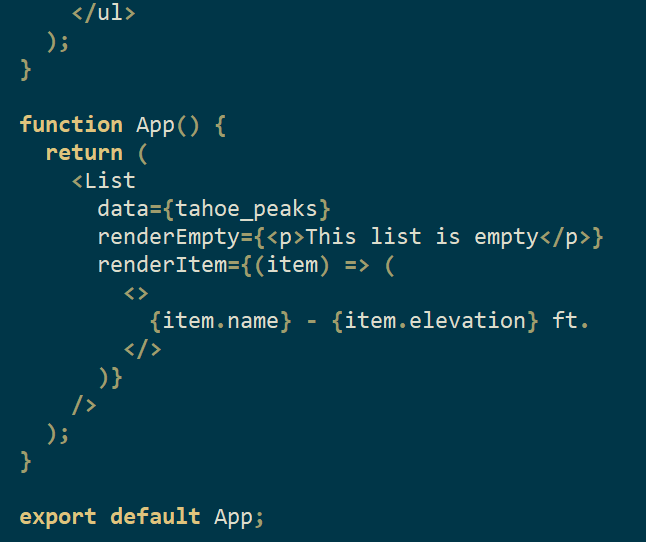 </ul>
  );
}

function App() {
  return (
    <List
      data={tahoe_peaks}
      renderEmpty={<p>This list is empty</p>}
      renderItem={(item) => (
        <>
          {item.name} - {item.elevation} ft.
        </>
      )}
    />
  );
}

export default App;